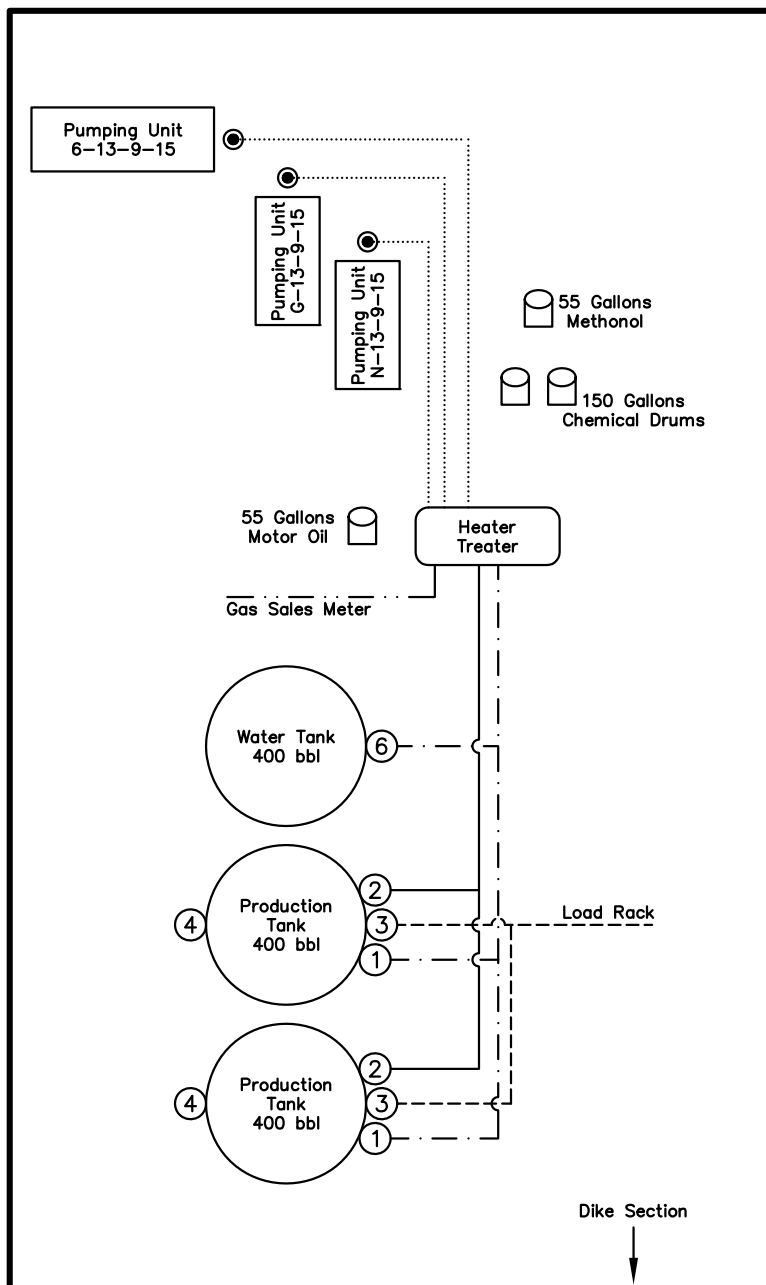 Pumping Unit
6-13-9-15
Pumping Unit
G-13-9-15
Pumping Unit
N-13-9-15
55 Gallons
Methonol
150 Gallons
Chemical Drums
55 Gallons
Motor Oil
Heater
Treater
Gas Sales Meter
Water Tank
400 bbl
6
Production
Tank
400 bbl
2
4
3
1
Load Rack
Production
Tank
400 bbl
2
4
3
1
Dike Section